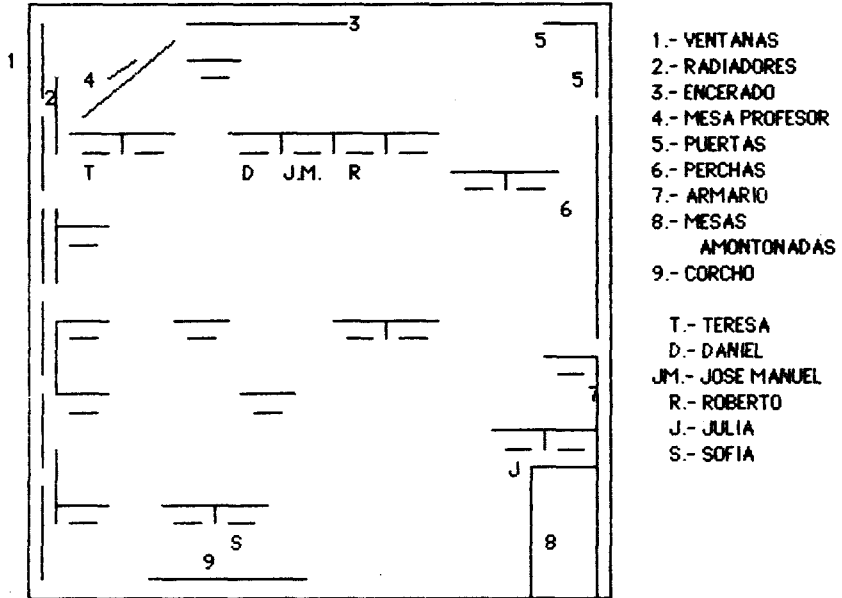 3
5
1
4
5
2
T
D
J.M.
R
6
7
J
S
8
9
1.- VENTANAS
2.- RADIADORES
3.- ENCERADO
4.- MESA PROFESOR
5.- PUERTAS
6.- PERCHAS
7.- ARMARIO
8.- MESAS
AMONTONADAS
9.- CORCHO
T.- TERESA
D.- DANIEL
JM.- JOSE MANUEL
R.- ROBERTO
J.- JULIA
S.- SOFIA